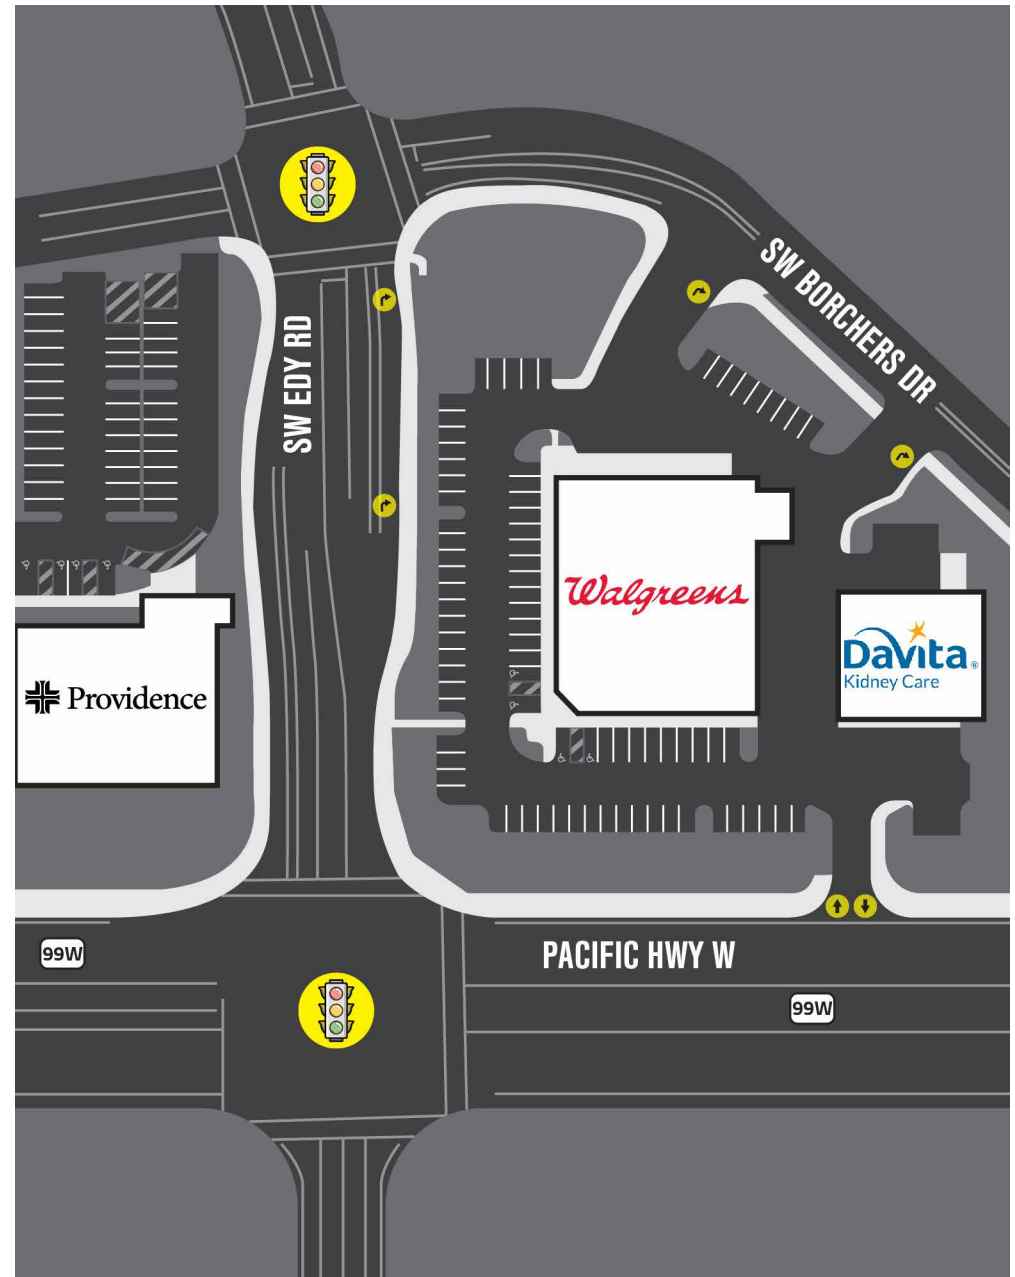 SW BORCHERS DR
SW EDY RD
Walgreens
DaVita®
Kidney Care
Providence
99W
PACIFIC HWY W
99W